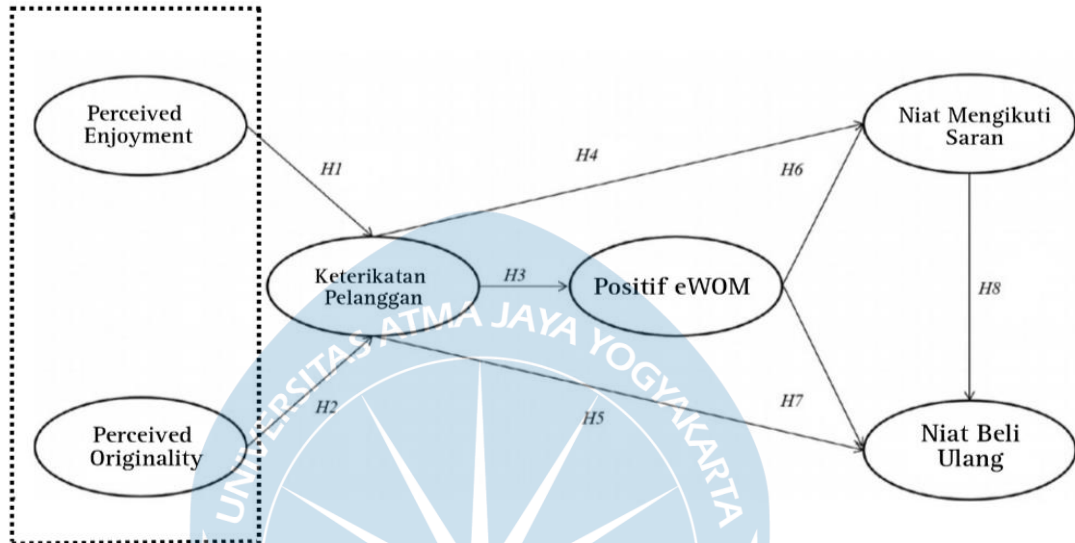 Perceived
Enjoyment
H1
H4
Niat Mengikuti
Saran
H6
Keterikatan
Pelanggan
H3
Positif eWOM
H8
UNIVERSITAS ATMA JAYA YOGYAKARTA
Perceived
Originality
H2
H5
H7
Niat Beli
Ulang